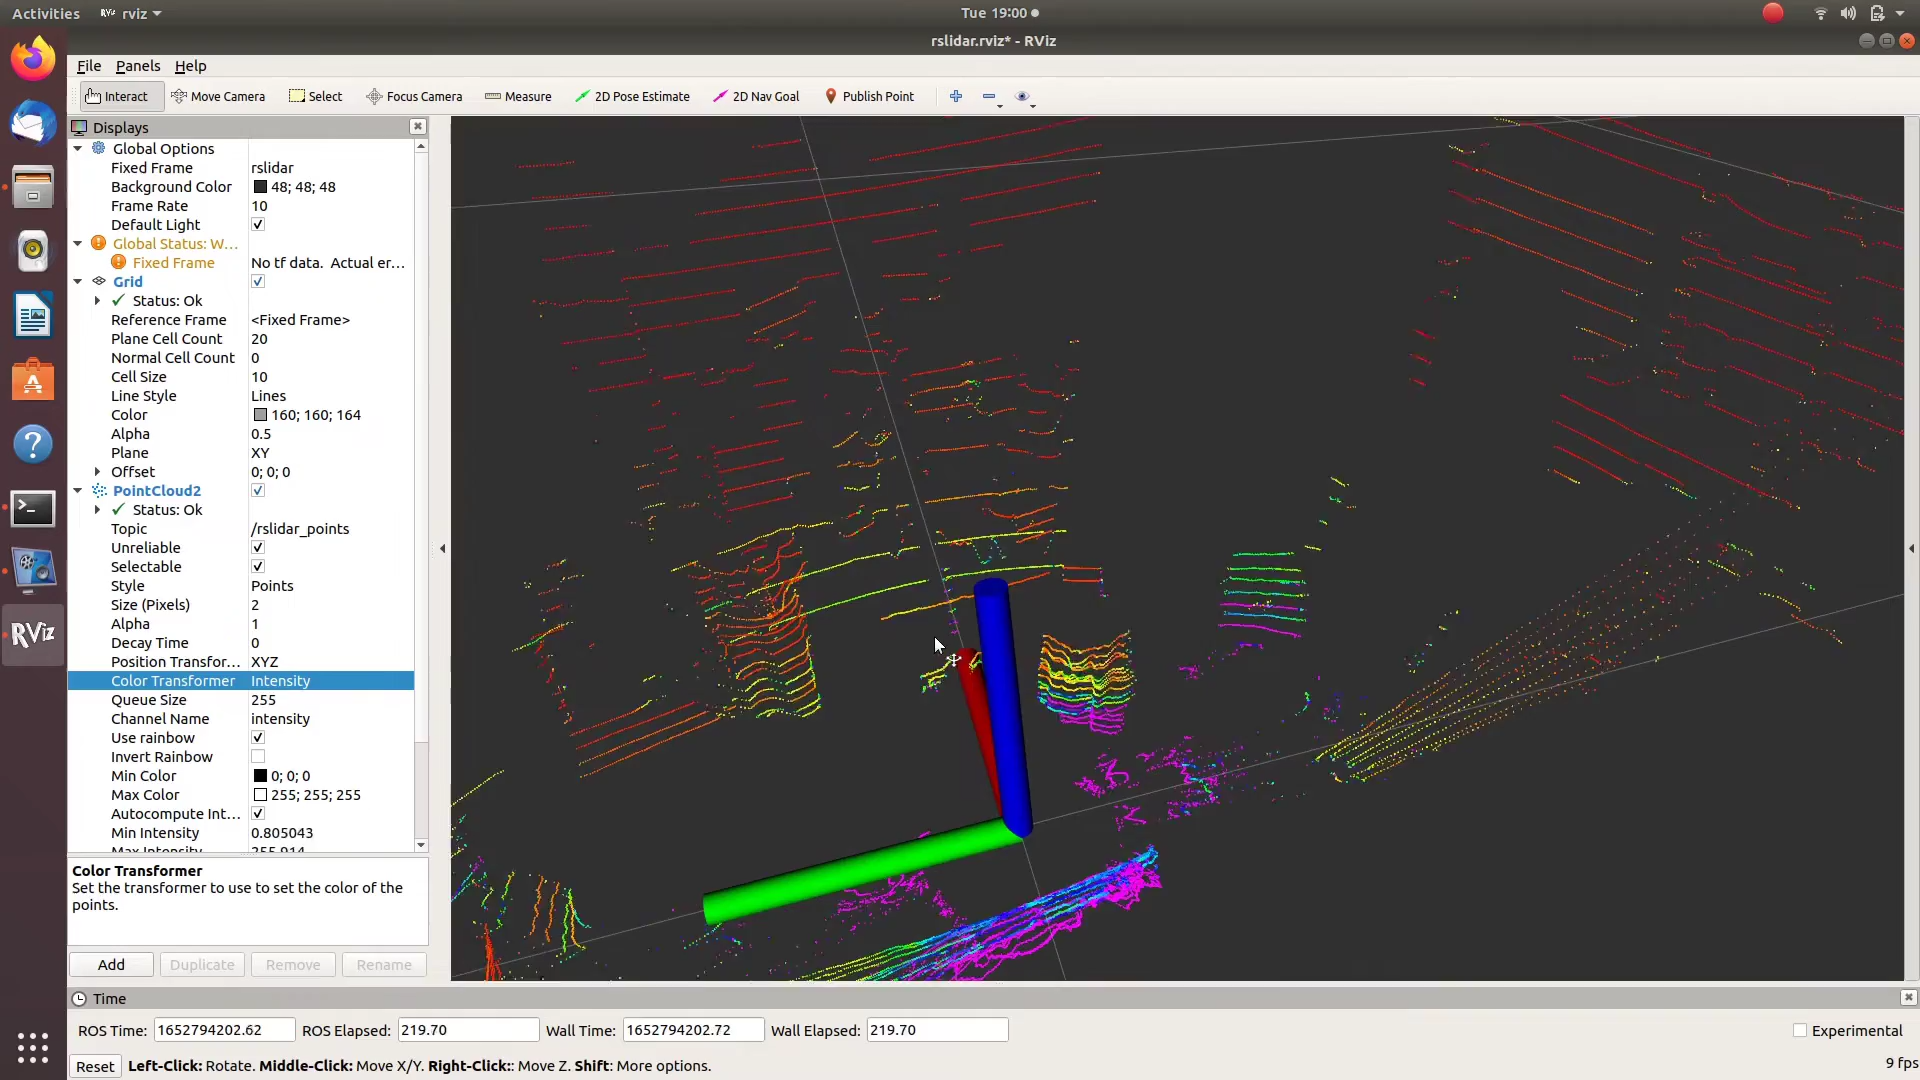 Activities rviz Tue 19:00
rslidar.rviz* - RViz
File Panels Help
Interact Move Camera Select Focus Camera Measure 2D Pose Estimate 2D Nav Goal Publish Point
Displays
Global Options
Fixed Frame rslidar
Background Color 48; 48; 48
Frame Rate 10
Default Light
Global Status: W...
Fixed Frame No tf data. Actual er...
Grid
Status: Ok
Reference Frame <Fixed Frame>
Plane Cell Count 20
Normal Cell Count 0
Cell Size 10
Line Style Lines
Color 160; 160; 164
Alpha 0.5
Plane XY
Offset 0; 0; 0
PointCloud2
Status: Ok
Topic /rslidar_points
Unreliable
Selectable
Style Points
Size (Pixels) 2
Alpha 1
Decay Time 0
Position Transfor... XYZ
Color Transformer Intensity
Queue Size 255
Channel Name intensity
Use rainbow
Invert Rainbow
Min Color 0; 0; 0
Max Color 255; 255; 255
Autocompute Int...
Min Intensity 0.805043
Max Intensity 255.914
Color Transformer
Set the transformer to use to set the color of the
points.
Add Duplicate Remove Rename
Time
ROS Time: 1652794202.62 ROS Elapsed: 219.70 Wall Time: 1652794202.72 Wall Elapsed: 219.70 Experimental
Reset Left-Click: Rotate. Middle-Click: Move X/Y. Right-Click:: Move Z. Shift: More options. 9 fps
RViz